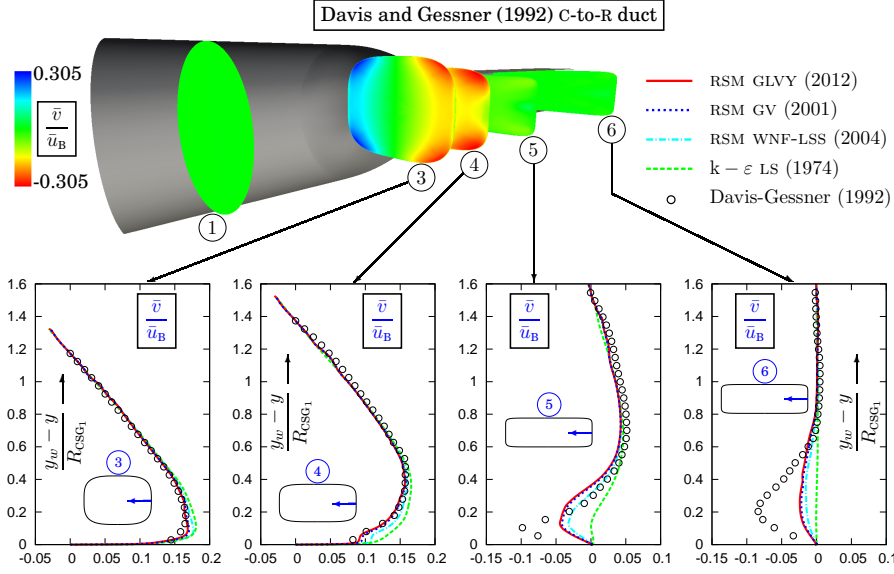 Davis and Gessner (1992) C-to-R duct
0.305
v̄
ūB
-0.305
1
3
4
5
6
RSM GLVY (2012)
RSM GV (2001)
RSM WNF-LSS (2004)
k − ε LS (1974)
Davis-Gessner (1992)
1.6
1.4
1.2
1
0.8
0.6
0.4
0.2
0
-0.05 0 0.05 0.1 0.15 0.2
v̄
ūB
yw − y
RCSG1
3
1.6
1.4
1.2
1
0.8
0.6
0.4
0.2
0
-0.05 0 0.05 0.1 0.15 0.2
v̄
ūB
yw − y
RCSG1
4
1.6
1.4
1.2
1
0.8
0.6
0.4
0.2
0
-0.15 -0.1 -0.05 0 0.05 0.1
v̄
ūB
5
1.6
1.4
1.2
1
0.8
0.6
0.4
0.2
0
-0.15 -0.1 -0.05 0 0.05 0.1
v̄
ūB
yw − y
RCSG1
6